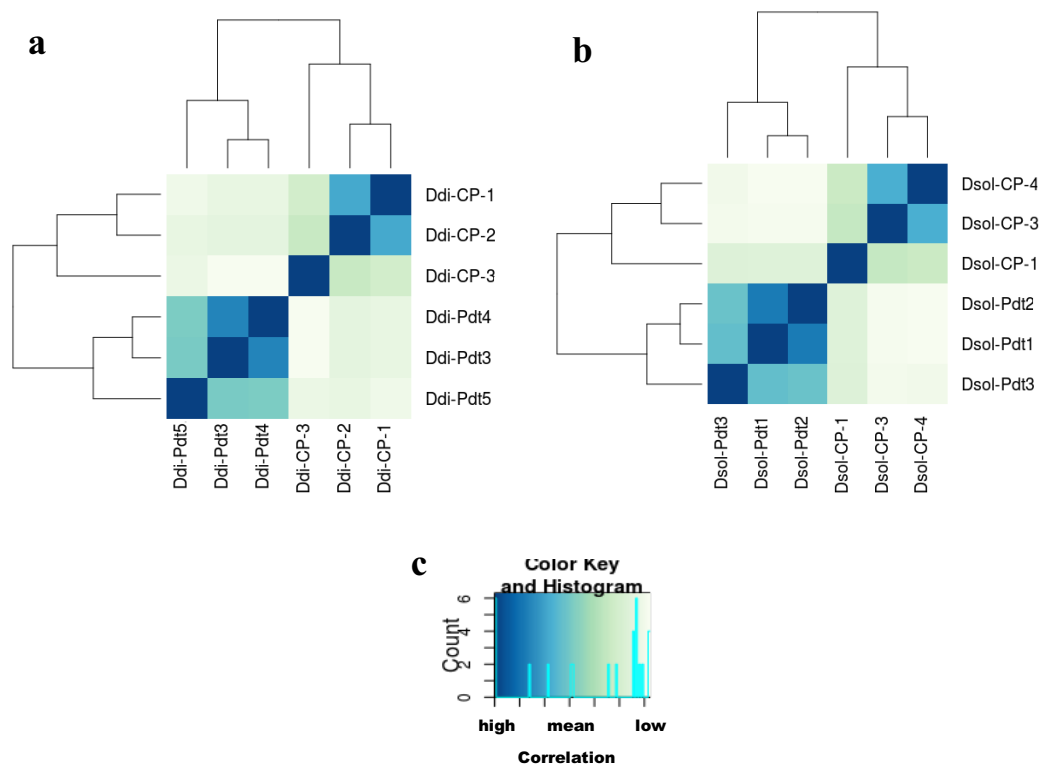 a
b
Ddi-CP-1
Ddi-CP-2
Ddi-CP-3
Ddi-Pdt4
Ddi-Pdt3
Ddi-Pdt5
Ddi-Pdt5
Ddi-Pdt3
Ddi-Pdt4
Ddi-CP-3
Ddi-CP-2
Ddi-CP-1
Dsol-CP-4
Dsol-CP-3
Dsol-CP-1
Dsol-Pdt2
Dsol-Pdt1
Dsol-Pdt3
Dsol-Pdt3
Dsol-Pdt1
Dsol-Pdt2
Dsol-CP-1
Dsol-CP-3
Dsol-CP-4
c
Color Key
and Histogram
Count
0 2 4 6
high mean low
Correlation